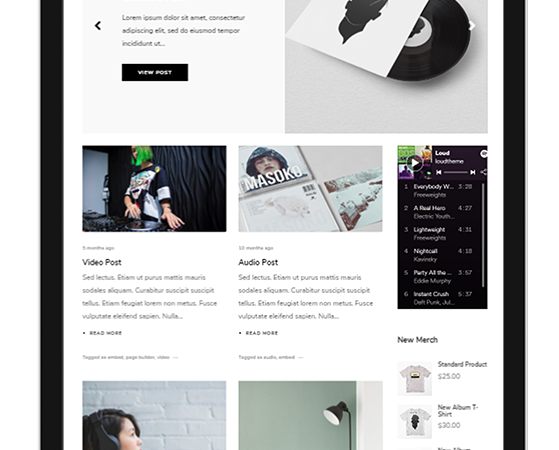 Lorem ipsum dolor sit amet, consectetur
adipiscing elit, sed do eiusmod tempor
incididunt ut...
VIEW POST
MASOKO
Loud
loudtheme
1 Everybody W... 3:28
Freeweights
2 A Real Hero 4:27
Electric Youth...
3 Lightweight 4:31
Freeweights
4 Nightcall 4:18
Kavinsky
5 Party All the ... 5:57
Eddie Murphy
6 Instant Crush 5:37
Daft Punk, Jul...
5 months ago
Video Post
Sed lectus. Etiam ut purus mattis mauris
sodales aliquam. Curabitur suscipit suscipit
tellus. Etiam feugiat lorem non metus. Fusce
vulputate eleifend sapien. Nulla...
• READ MORE
Tagged as embed, page builder, video —
10 months ago
Audio Post
Sed lectus. Etiam ut purus mattis mauris
sodales aliquam. Curabitur suscipit suscipit
tellus. Etiam feugiat lorem non metus. Fusce
vulputate eleifend sapien. Nulla...
• READ MORE
Tagged as audio, embed —
New Merch
Standard Product
$25.00
New Album T-
Shirt
$30.00